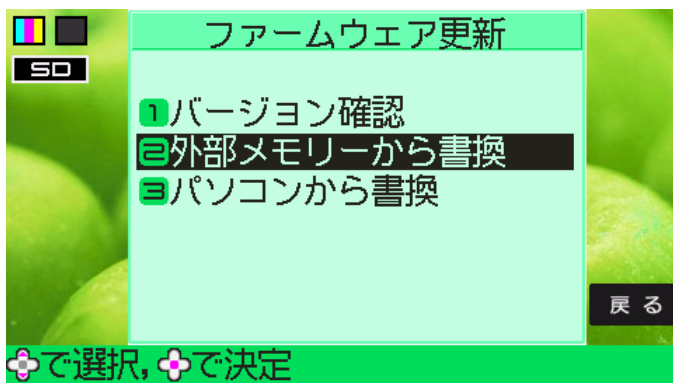 ファームウェア更新
SD
1バージョン確認
2外部メモリーから書換
3パソコンから書換
戻る
で選択,で決定